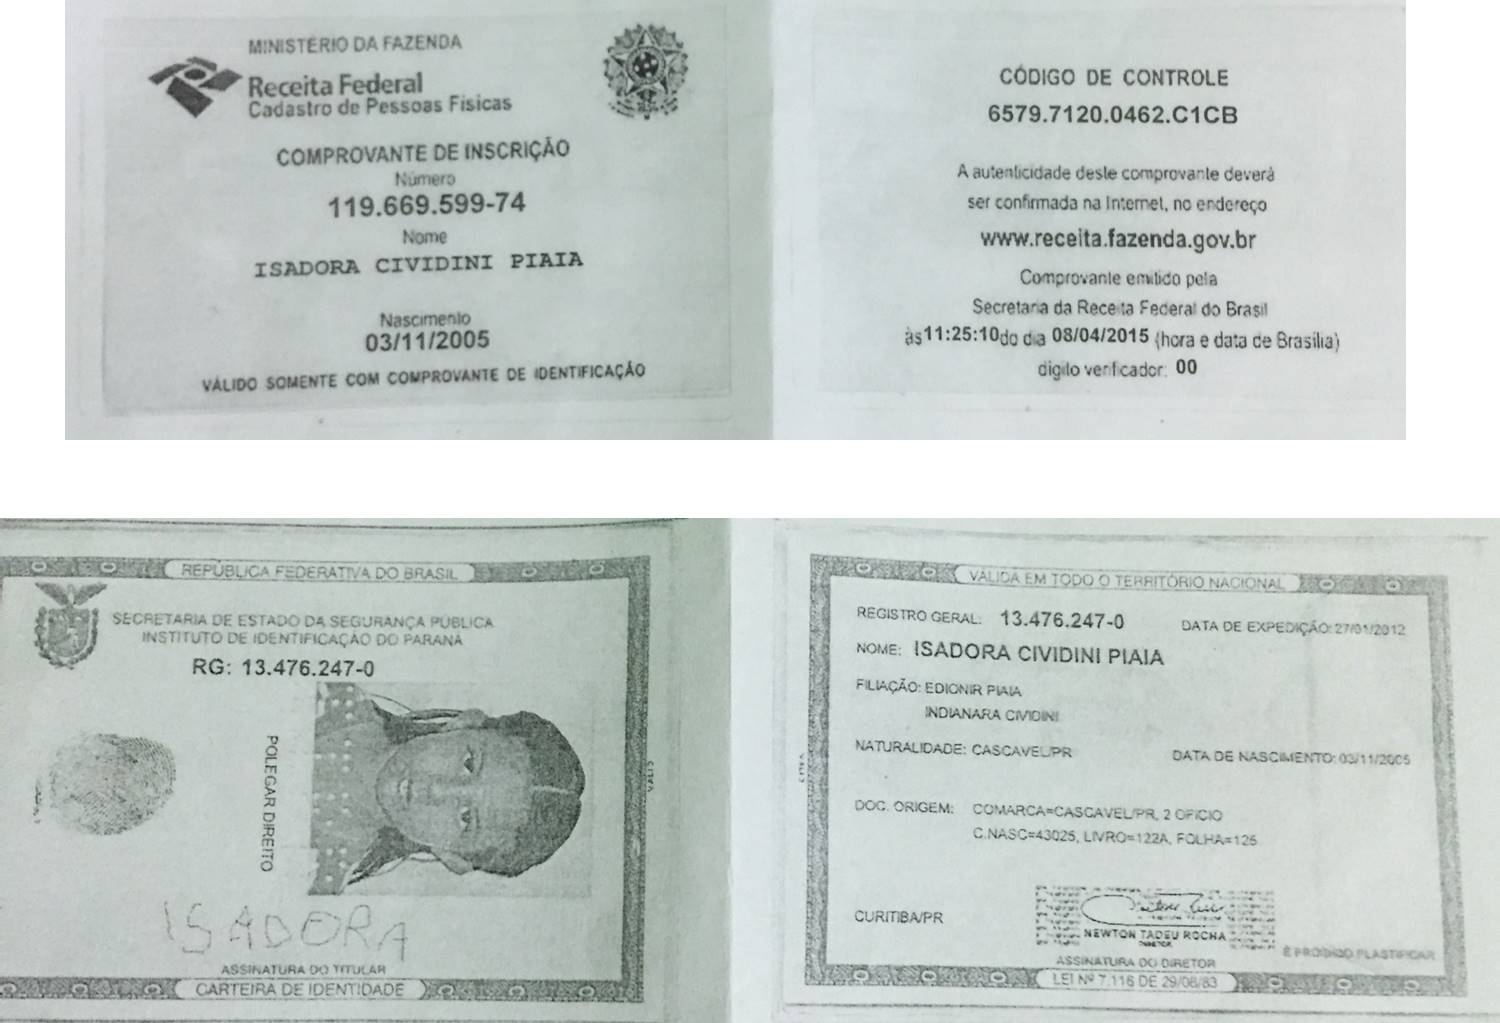 MINISTÉRIO DA FAZENDA
Receita Federal
Cadastro de Pessoas Físicas
COMPROVANTE DE INSCRIÇÃO
Número
119.669.599-74
Nome
ISADORA CIVIDINI PIAIA
Nascimento
03/11/2005
VÁLIDO SOMENTE COM COMPROVANTE DE IDENTIFICAÇÃO
CÓDIGO DE CONTROLE
6579.7120.0462.C1CB
A autenticidade deste comprovante deverá
ser confirmada na Internet, no endereço
www.receita.fazenda.gov.br
Comprovante emitido pela
Secretaria da Receita Federal do Brasil
às 11:25:10 do dia 08/04/2015 (hora e data de Brasília)
dígito verificador: 00
REPÚBLICA FEDERATIVA DO BRASIL
SECRETARIA DE ESTADO DA SEGURANÇA PÚBLICA
INSTITUTO DE IDENTIFICAÇÃO DO PARANÁ
RG: 13.476.247-0
POLEGAR DIREITO
ISADORA
ASSINATURA DO TITULAR
CARTEIRA DE IDENTIDADE
VÁLIDA EM TODO O TERRITÓRIO NACIONAL
REGISTRO GERAL: 13.476.247-0 DATA DE EXPEDIÇÃO: 27/01/2012
NOME: ISADORA CIVIDINI PIAIA
FILIAÇÃO: EDIONIR PIAIA
INDIANARA CIVIDINI
NATURALIDADE: CASCAVEL/PR DATA DE NASCIMENTO: 03/11/2005
DOC. ORIGEM: COMARCA=CASCAVEL/PR, 2 OFICIO
C.NASC=43025, LIVRO=122A, FOLHA=125
CURITIBA/PR
NEWTON TADEU ROCHA
DIRETOR
ASSINATURA DO DIRETOR
É PROIBIDO PLASTIFICAR
LEI Nº 7.116 DE 29/08/83